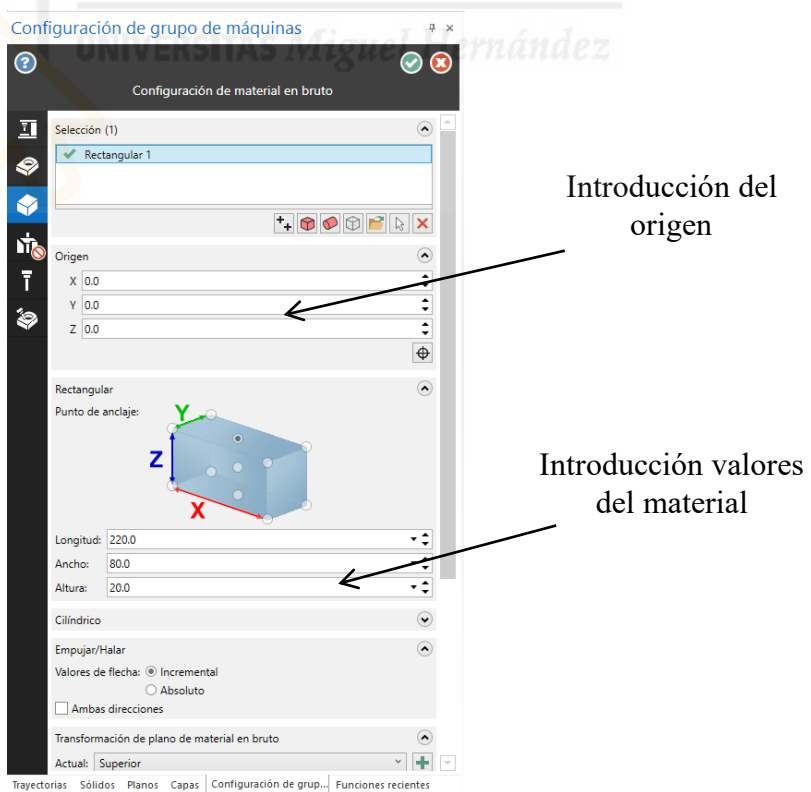 Configuración de grupo de máquinas
UNIVERSITAS Miguel Hernández
?
Configuración de material en bruto
Selección (1)
Rectangular 1
Introducción del
origen
Origen
X 0.0
Y 0.0
Z 0.0
Rectangular
Punto de anclaje:
Y
Z
X
Introducción valores
del material
Longitud: 220.0
Ancho: 80.0
Altura: 20.0
Cilíndrico
Empujar/Halar
Valores de flecha: Incremental
Absoluto
Ambas direcciones
Transformación de plano de material en bruto
Actual: Superior
Trayectorias Sólidos Planos Capas Configuración de grup... Funciones recientes